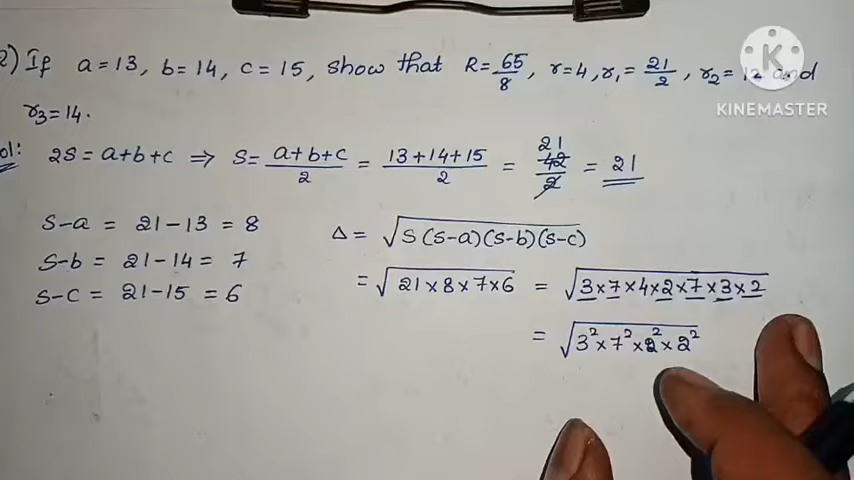 2) If a=13, b=14, c=15, show that R=65/8, r=4, r1=21/2, r2=12 and
r3=14.
Sol: 2S = a+b+c ⇒ S= a+b+c/2 = 13+14+15/2 = 21 42/2 = 21
S-a = 21-13 = 8
S-b = 21-14 = 7
S-c = 21-15 = 6
Δ = √S(S-a)(S-b)(S-c)
= √21×8×7×6 = √3×7×4×2×7×3×2
= √3²×7²×2²×2²
K
KINEMASTER